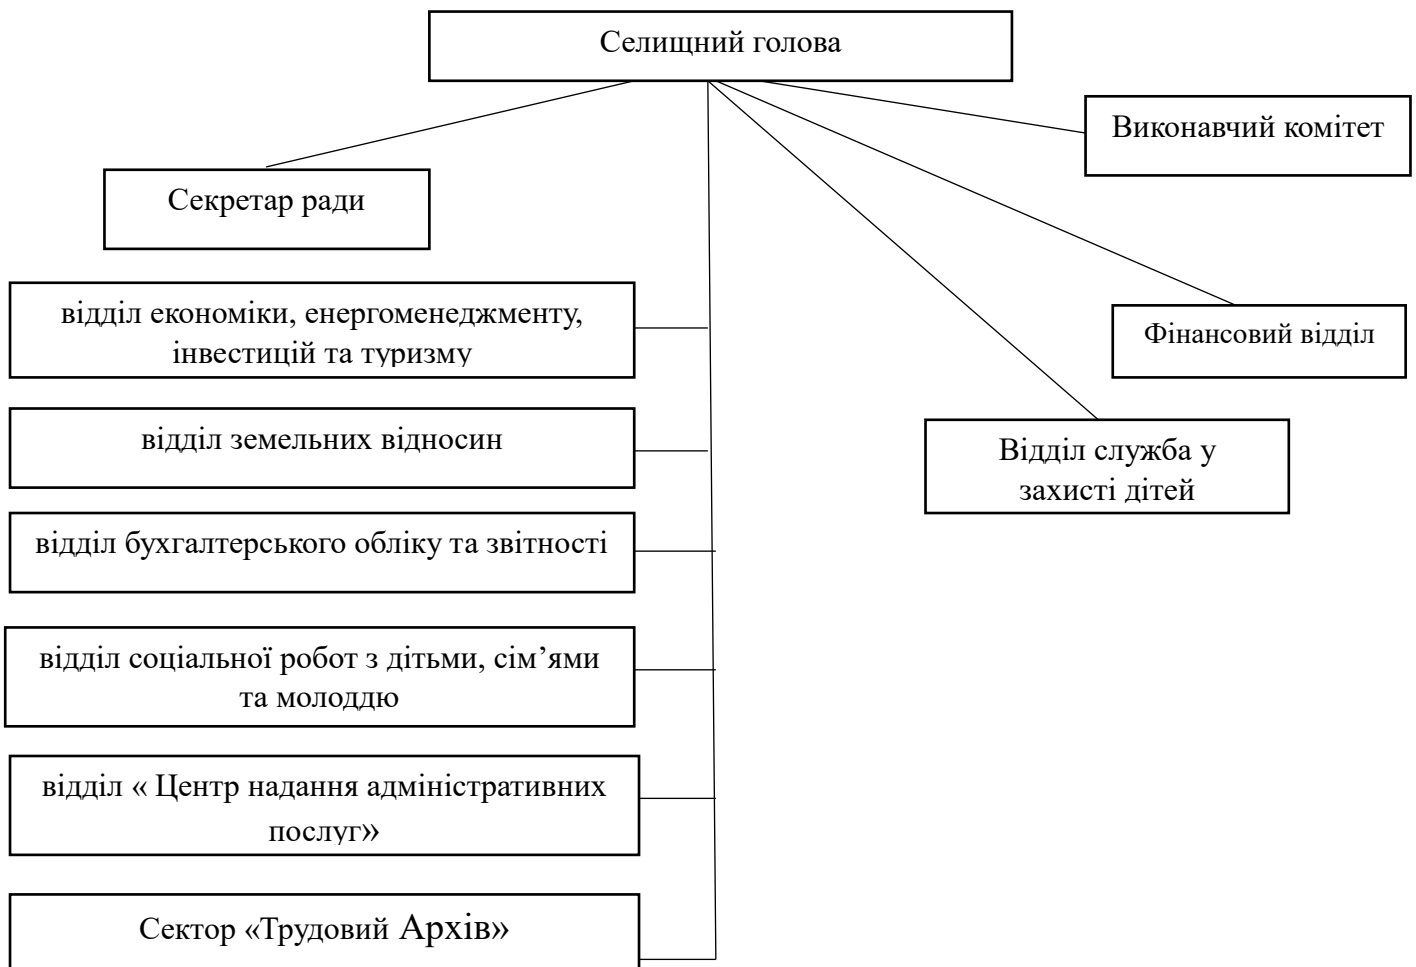 Селищний голова
Виконавчий комітет
Секретар ради
відділ економіки, енергоменеджменту,
інвестицій та туризму
Фінансовий відділ
відділ земельних відносин
Відділ служба у
захисті дітей
відділ бухгалтерського обліку та звітності
відділ соціальної робот з дітьми, сім’ями
та молоддю
відділ « Центр надання адміністративних
послуг»
Сектор «Трудовий Архів»